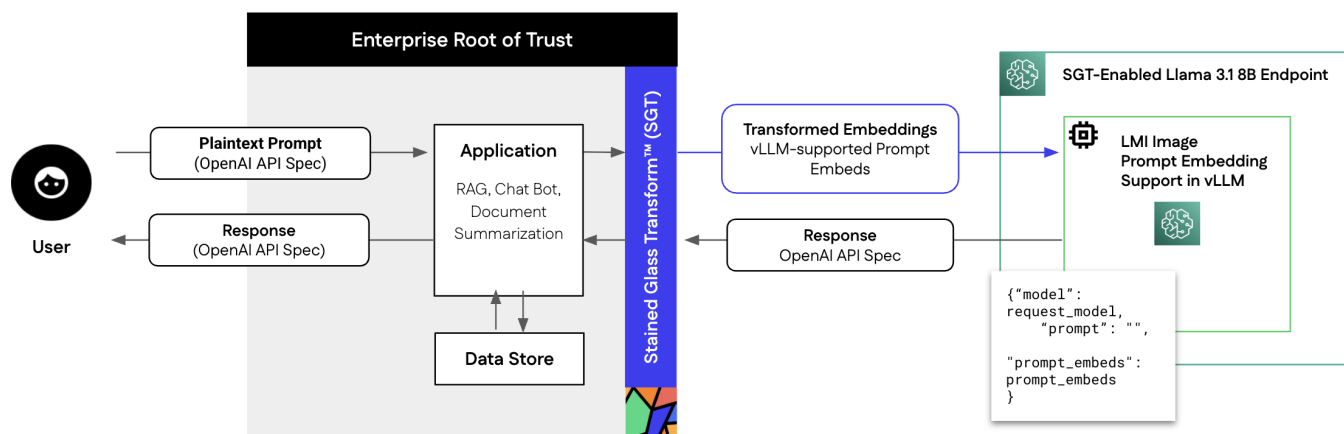 Enterprise Root of Trust
User
Plaintext Prompt
(OpenAI API Spec)
Response
(OpenAI API Spec)
Application
RAG, Chat Bot,
Document
Summarization
Data Store
Stained Glass Transform™ (SGT)
Transformed Embeddings
vLLM-supported Prompt
Embeds
Response
OpenAI API Spec
SGT-Enabled Llama 3.1 8B Endpoint
LMI Image
Prompt Embedding
Support in vLLM
{“model”:
request_model,
“prompt”: "",
"prompt_embeds":
prompt_embeds
}